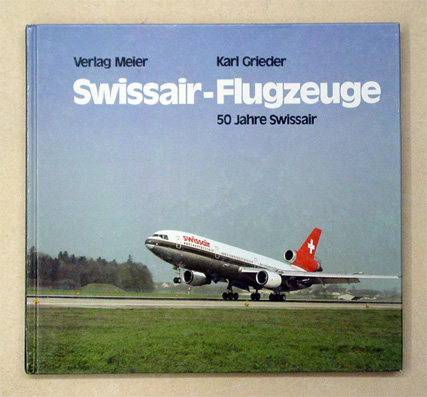 Verlag Meier
Karl Grieder
Swissair-Flugzeuge
50 Jahre Swissair
swissair